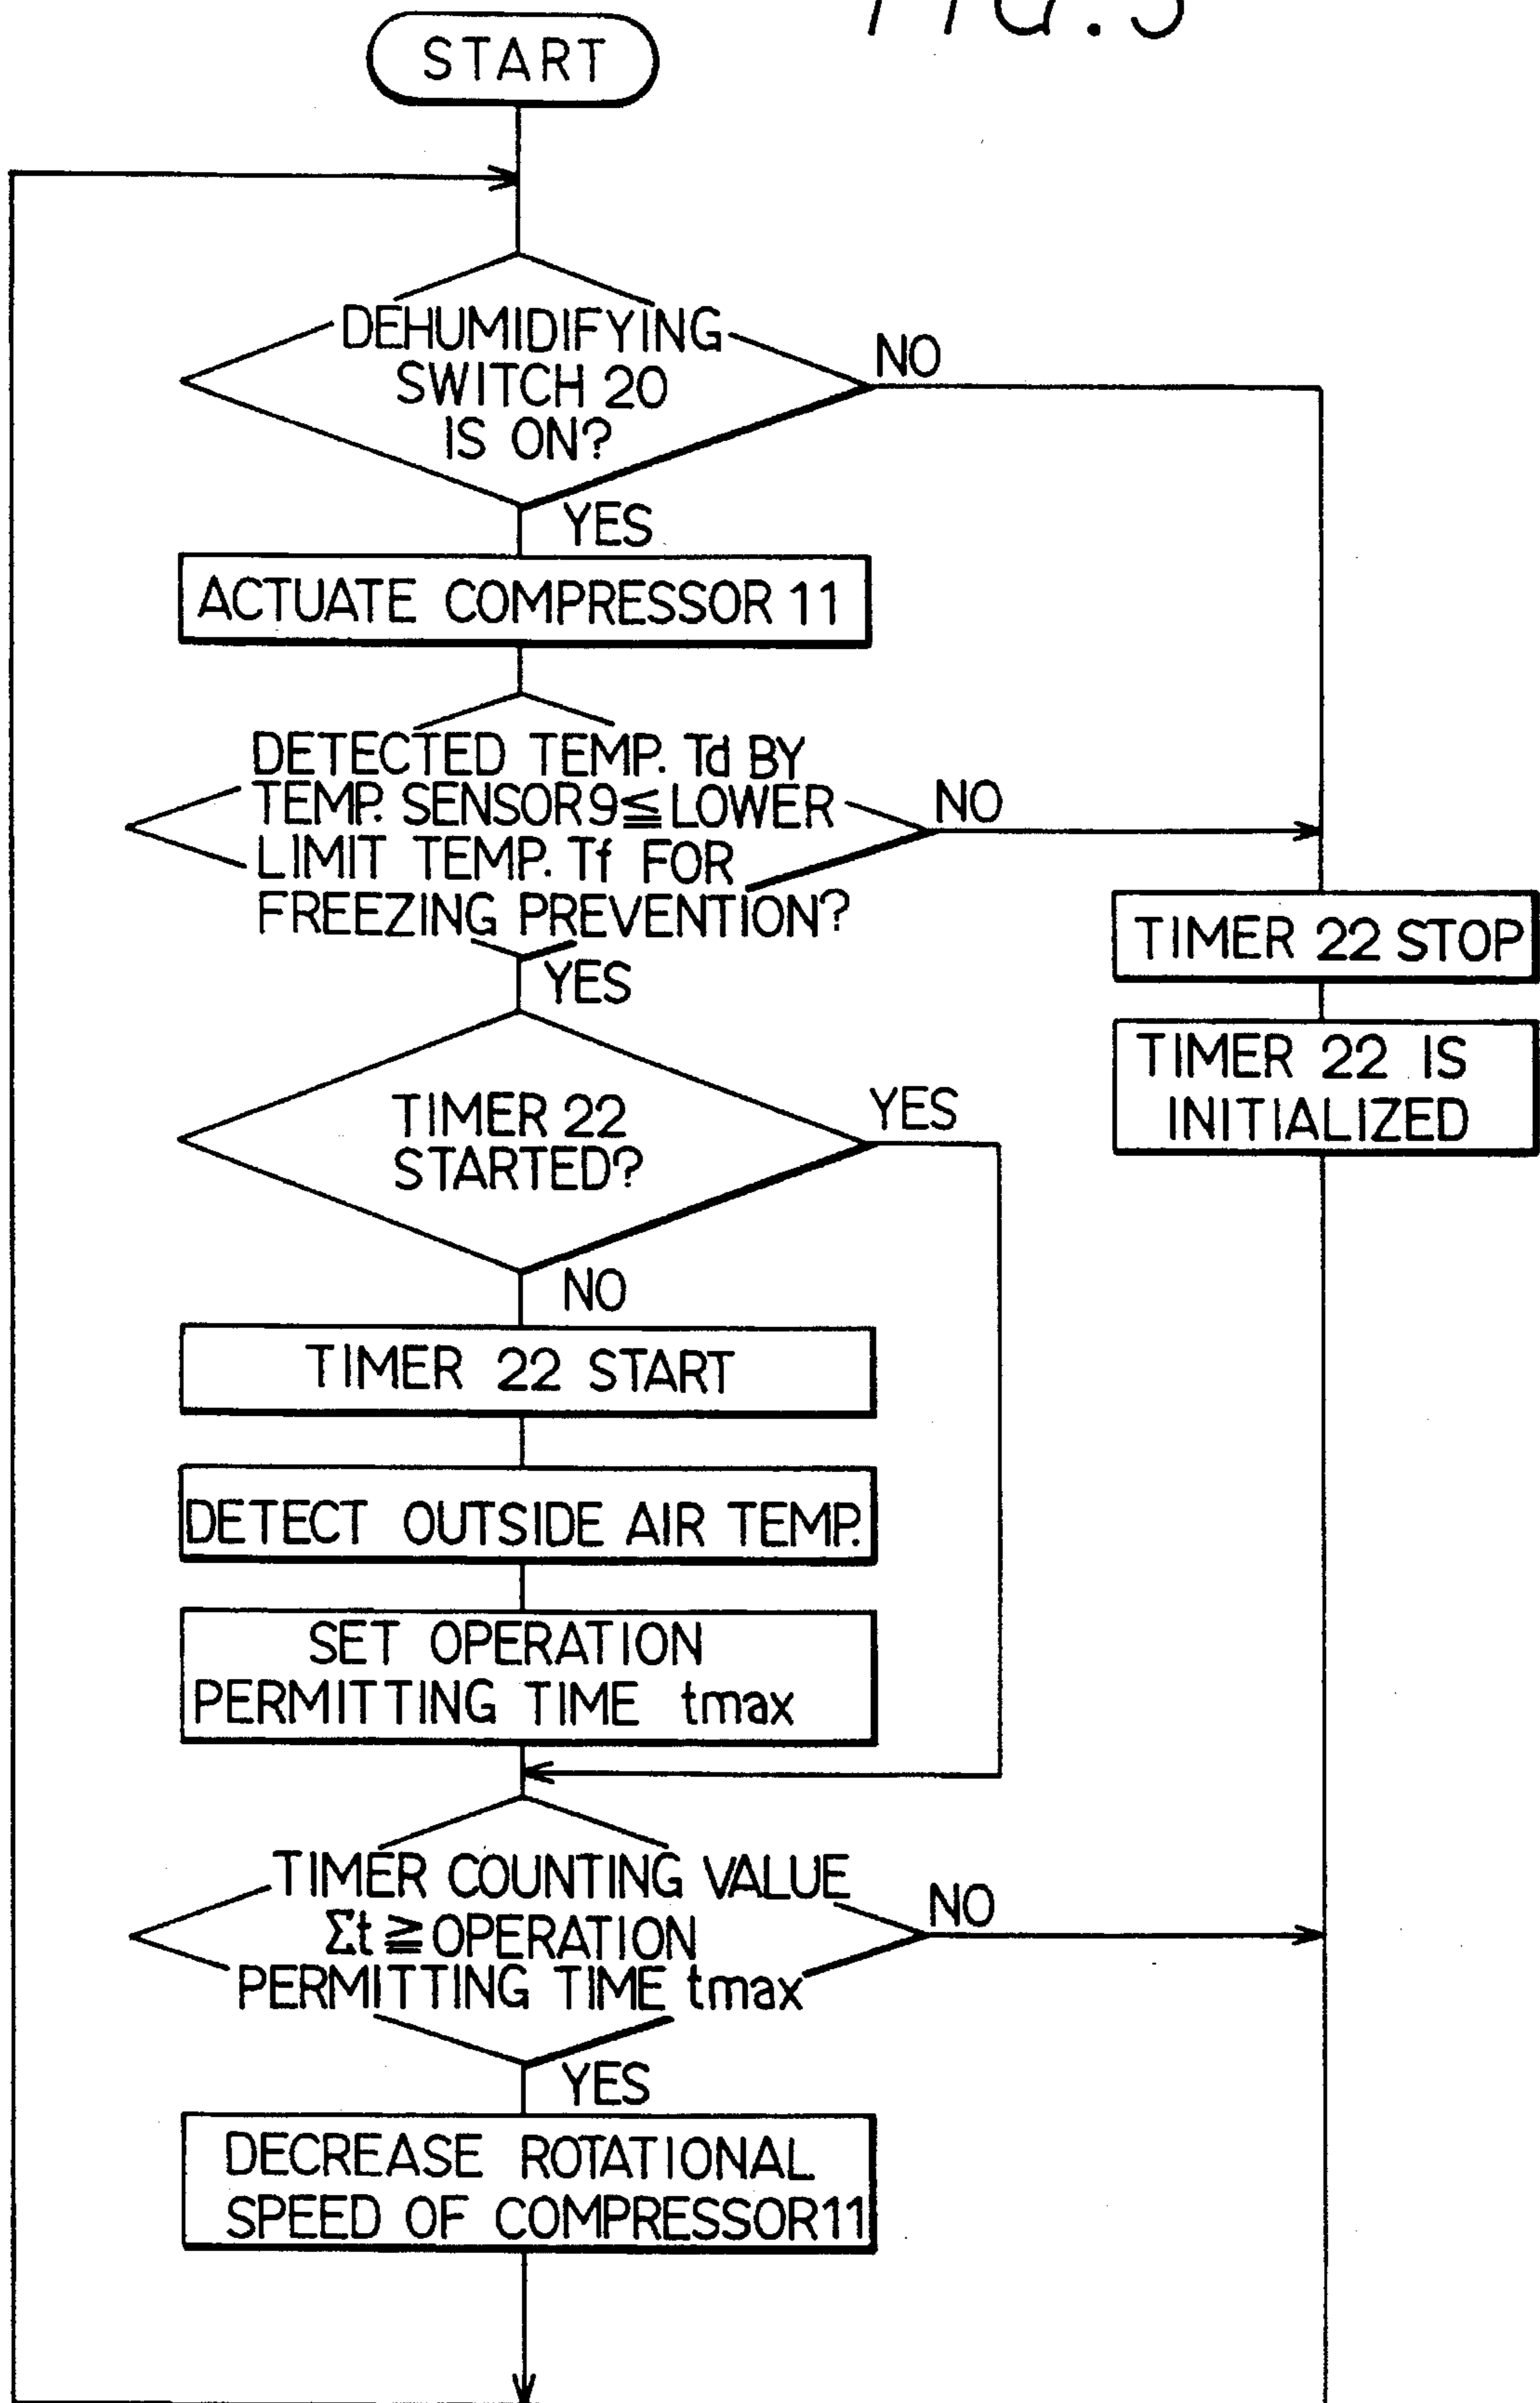 FIG. 5
START
DEHUMIDIFYING
SWITCH 20
IS ON?
NO
YES
ACTUATE COMPRESSOR 11
DETECTED TEMP. Td BY
TEMP. SENSOR 9 ≦ LOWER
LIMIT TEMP. Tf FOR
FREEZING PREVENTION?
NO
YES
TIMER 22 STOP
TIMER 22 IS
INITIALIZED
TIMER 22
STARTED?
YES
NO
TIMER 22 START
DETECT OUTSIDE AIR TEMP.
SET OPERATION
PERMITTING TIME tmax
TIMER COUNTING VALUE
Σt ≧ OPERATION
PERMITTING TIME tmax
NO
YES
DECREASE ROTATIONAL
SPEED OF COMPRESSOR 11